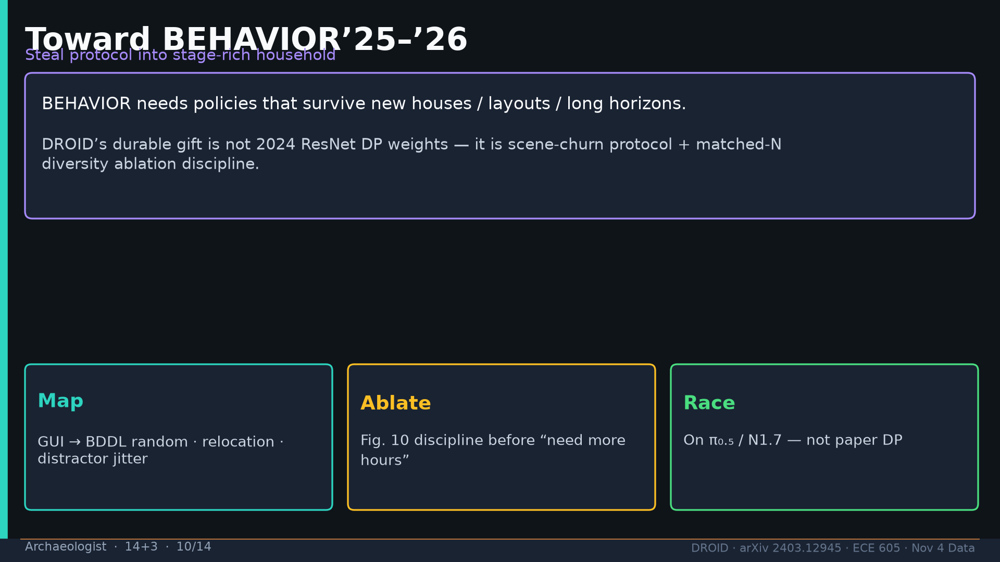 Toward BEHAVIOR’25–’26
Steal protocol into stage-rich household
BEHAVIOR needs policies that survive new houses / layouts / long horizons.
DROID’s durable gift is not 2024 ResNet DP weights — it is scene-churn protocol + matched-N
diversity ablation discipline.
Map
GUI → BDDL random · relocation ·
distractor jitter
Ablate
Fig. 10 discipline before “need more
hours”
Race
On π₀.₅ / N1.7 — not paper DP
Archaeologist · 14+3 · 10/14
DROID · arXiv 2403.12945 · ECE 605 · Nov 4 Data